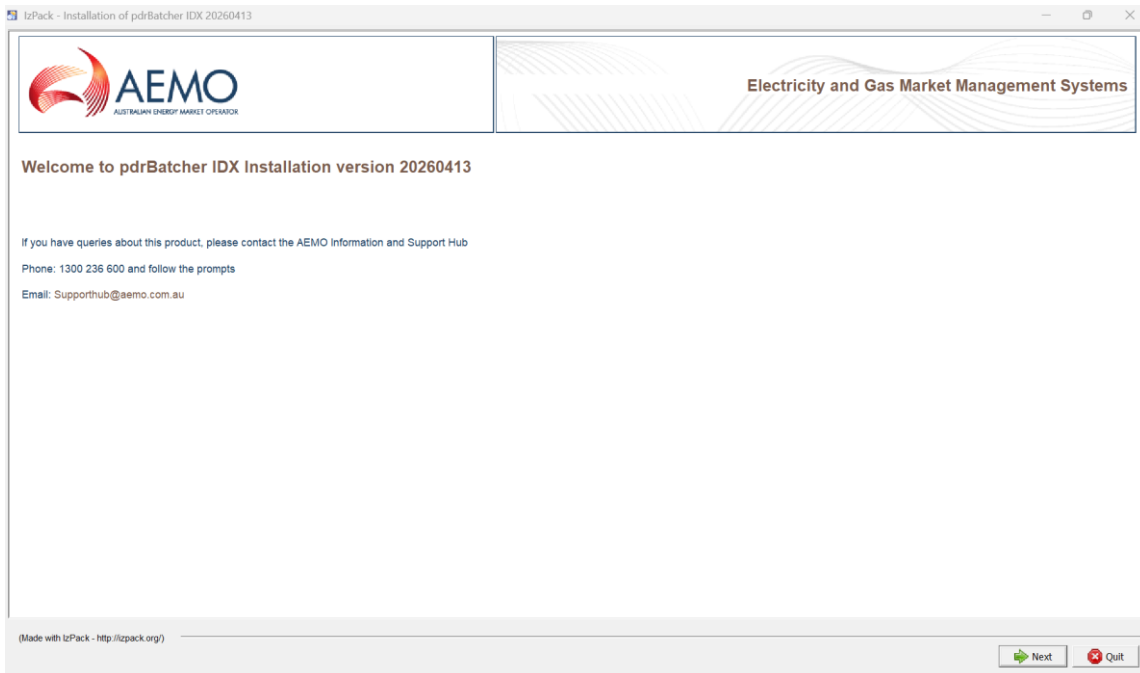 IzPack - Installation of pdrBatcher IDX 20260413
AEMO
AUSTRALIAN ENERGY MARKET OPERATOR
Electricity and Gas Market Management Systems
Welcome to pdrBatcher IDX Installation version 20260413
If you have queries about this product, please contact the AEMO Information and Support Hub
Phone: 1300 236 600 and follow the prompts
Email: Supporthub@aemo.com.au
(Made with IzPack - http://izpack.org/)
Next
Quit